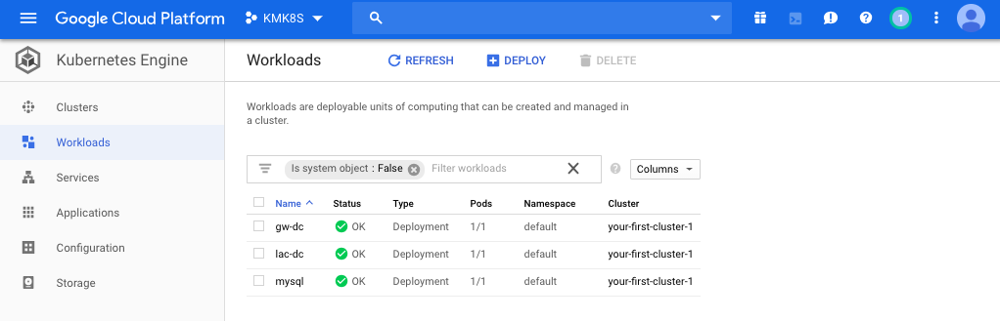 Google Cloud Platform KMK8S 1
Kubernetes Engine
Workloads REFRESH DEPLOY DELETE
Clusters
Workloads
Services
Applications
Configuration
Storage
Workloads are deployable units of computing that can be created and managed in
a cluster.
Is system object : False Filter workloads Columns
Name Status Type Pods Namespace Cluster
gw-dc OK Deployment 1/1 default your-first-cluster-1
lac-dc OK Deployment 1/1 default your-first-cluster-1
mysql OK Deployment 1/1 default your-first-cluster-1